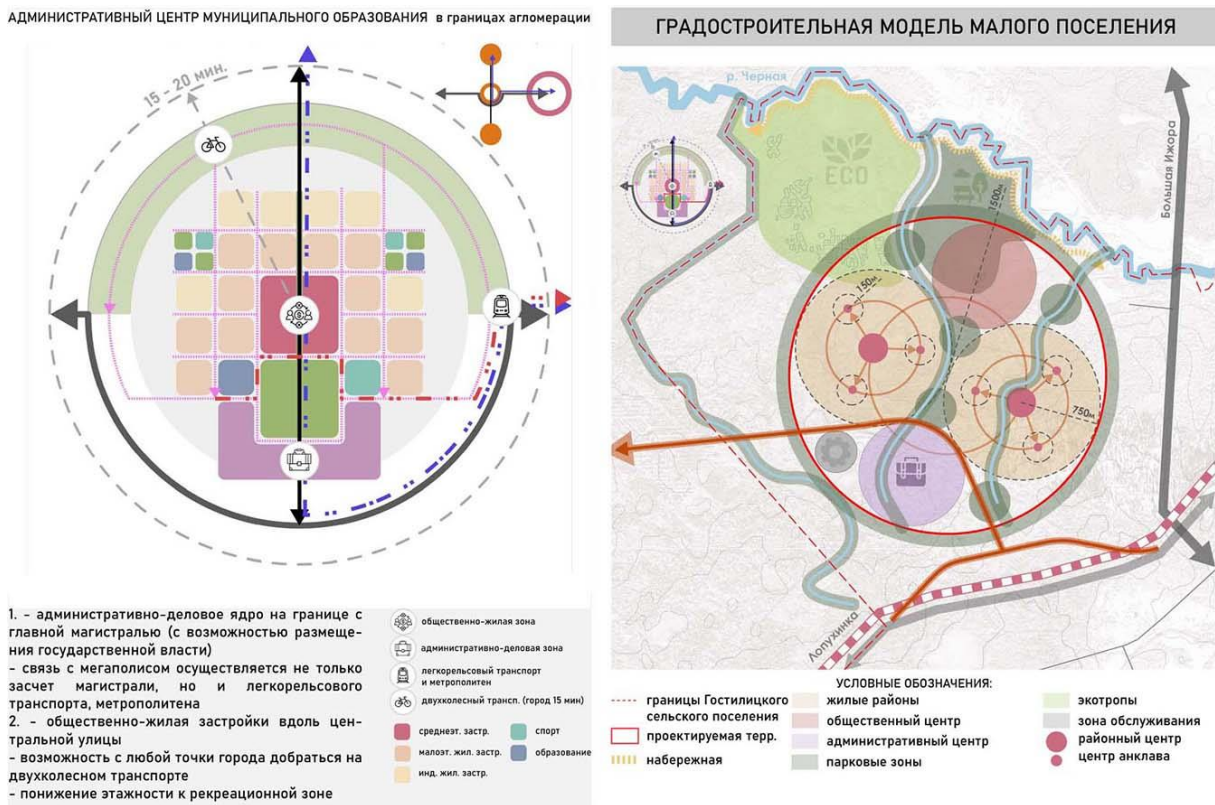 АДМИНИСТРАТИВНЫЙ ЦЕНТР МУНИЦИПАЛЬНОГО ОБРАЗОВАНИЯ в границах агломерации
15 - 20 мин.
1. - административно-деловое ядро на границе с
главной магистралью (с возможностью размеще-
ния государственной власти)
- связь с мегаполисом осуществляется не только
засчет магистрали, но и легкорельсового
транспорта, метрополитена
2. - общественно-жилая застройки вдоль цен-
тральной улицы
- возможность с любой точки города добраться на
двухколесном транспорте
- понижение этажности к рекреационной зоне
общественно-жилая зона
административно-деловая зона
легкорельсовый транспорт
и метрополитен
двухколесный трансп. (город 15 мин)
среднеэт. застр.
малоэт. жил. застр.
инд. жил. застр.
спорт
образование
ГРАДОСТРОИТЕЛЬНАЯ МОДЕЛЬ МАЛОГО ПОСЕЛЕНИЯ
р. Черная
ECO
1500м
Большая Ижора
150м
750м
Лопухинка
УСЛОВНЫЕ ОБОЗНАЧЕНИЯ:
границы Гостилицкого
сельского поселения
проектируемая терр.
набережная
жилые районы
общественный центр
административный центр
парковые зоны
экотропы
зона обслуживания
районный центр
центр анклава